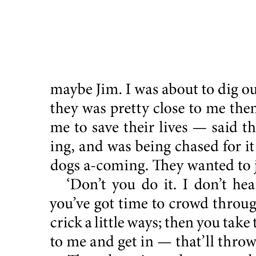 maybe Jim. I was about to dig ou
they was pretty close to me then
me to save their lives — said th
ing, and was being chased for it
dogs a-coming. They wanted to j
‘Don’t you do it. I don’t hea
you’ve got time to crowd throug
crick a little ways; then you take t
to me and get in — that’ll throw